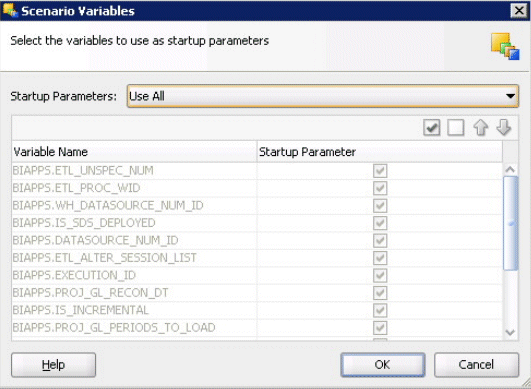 Scenario Variables
Select the variables to use as startup parameters
Startup Parameters: Use All
Variable Name Startup Parameter
BIAPPS.ETL_UNSPEC_NUM
BIAPPS.ETL_PROC_WID
BIAPPS.WH_DATASOURCE_NUM_ID
BIAPPS.IS_SDS_DEPLOYED
BIAPPS.DATASOURCE_NUM_ID
BIAPPS.ETL_ALTER_SESSION_LIST
BIAPPS.EXECUTION_ID
BIAPPS.PROJ_GL_RECON_DT
BIAPPS.IS_INCREMENTAL
BIAPPS.PROJ_GL_PERIODS_TO_LOAD
Help OK Cancel